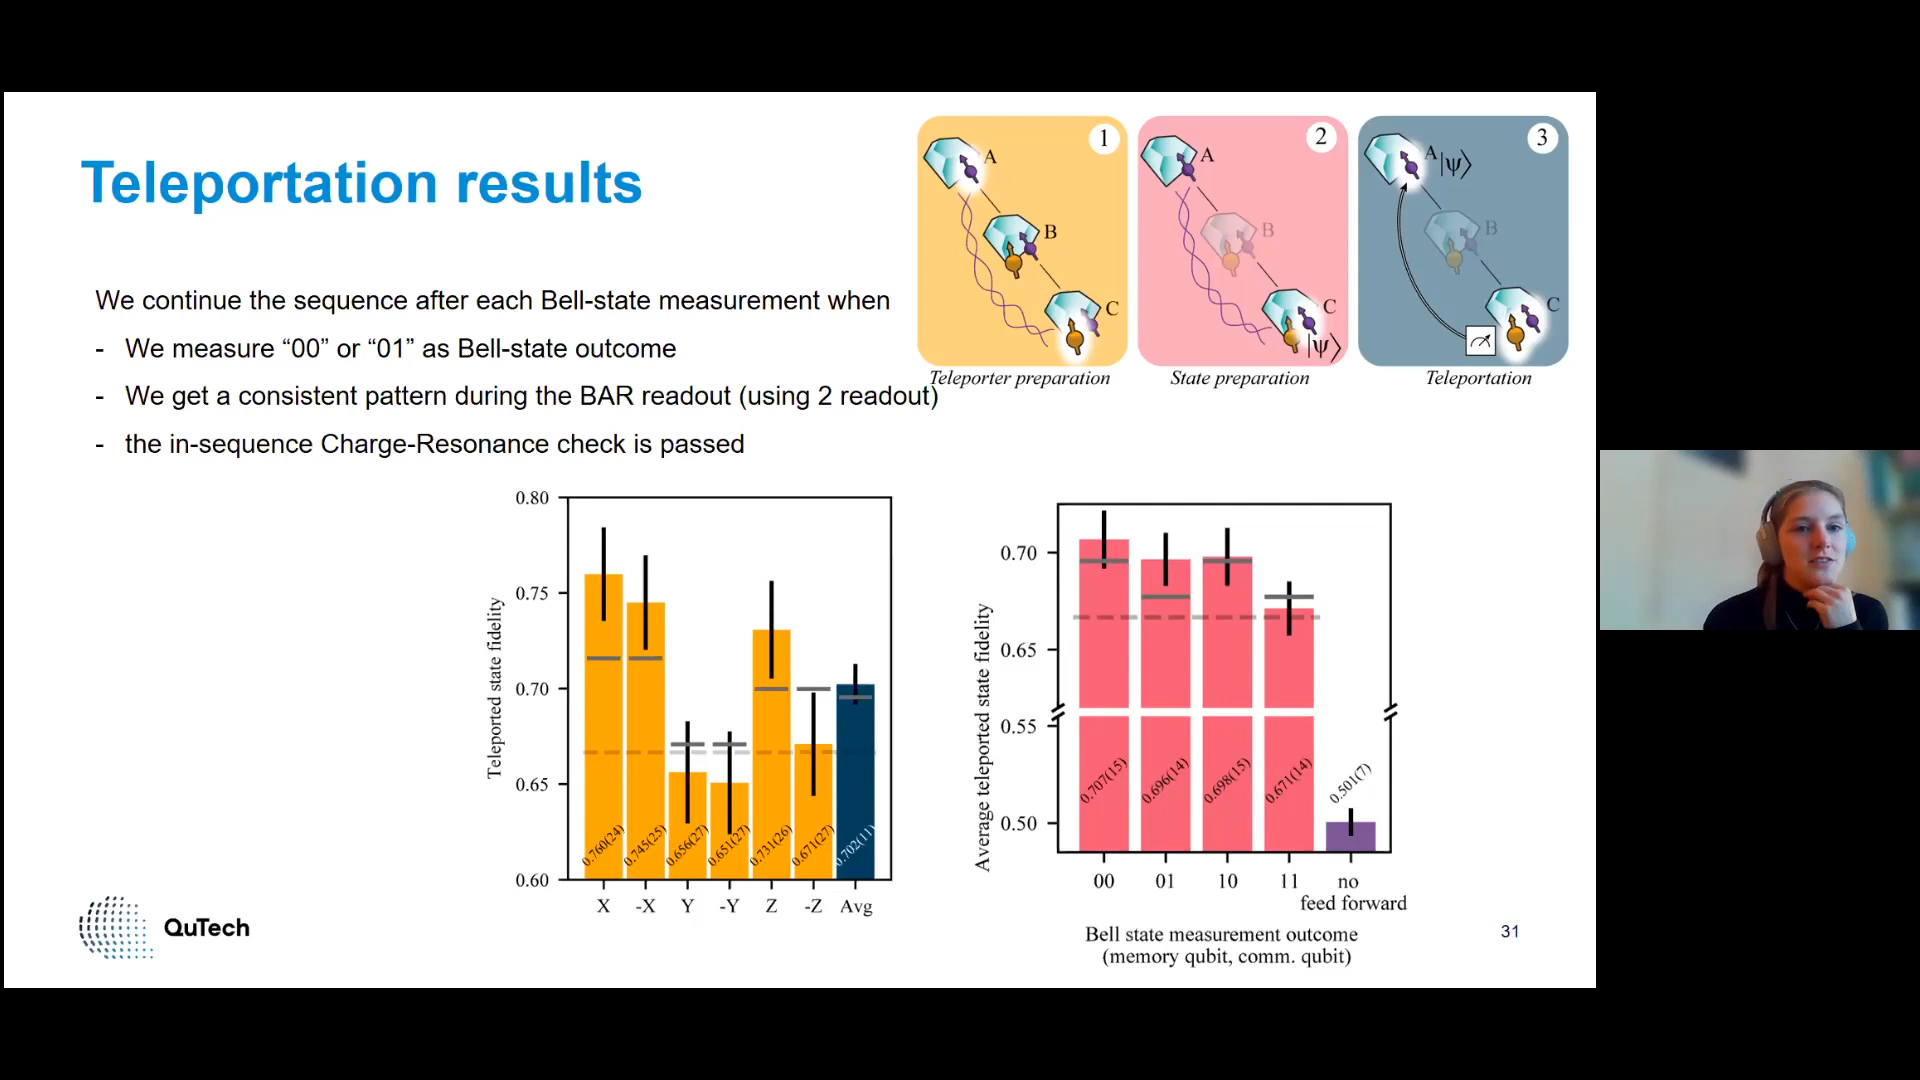 Teleportation results
We continue the sequence after each Bell-state measurement when
- We measure “00” or “01” as Bell-state outcome
- We get a consistent pattern during the BAR readout (using 2 readout)
- the in-sequence Charge-Resonance check is passed
1
A
B
C
Teleporter preparation
2
A
B
C
|ψ⟩
State preparation
3
A
|ψ⟩
B
C
Teleportation
Teleported state fidelity
0.80
0.75
0.70
0.65
0.60
0.760(24)
0.745(25)
0.656(27)
0.651(27)
0.731(26)
0.671(27)
0.702(11)
X -X Y -Y Z -Z Avg
Average teleported state fidelity
0.70
0.65
0.55
0.50
0.707(15)
0.696(14)
0.698(15)
0.671(14)
0.501(7)
00 01 10 11 no
feed forward
Bell state measurement outcome
(memory qubit, comm. qubit)
QuTech
31